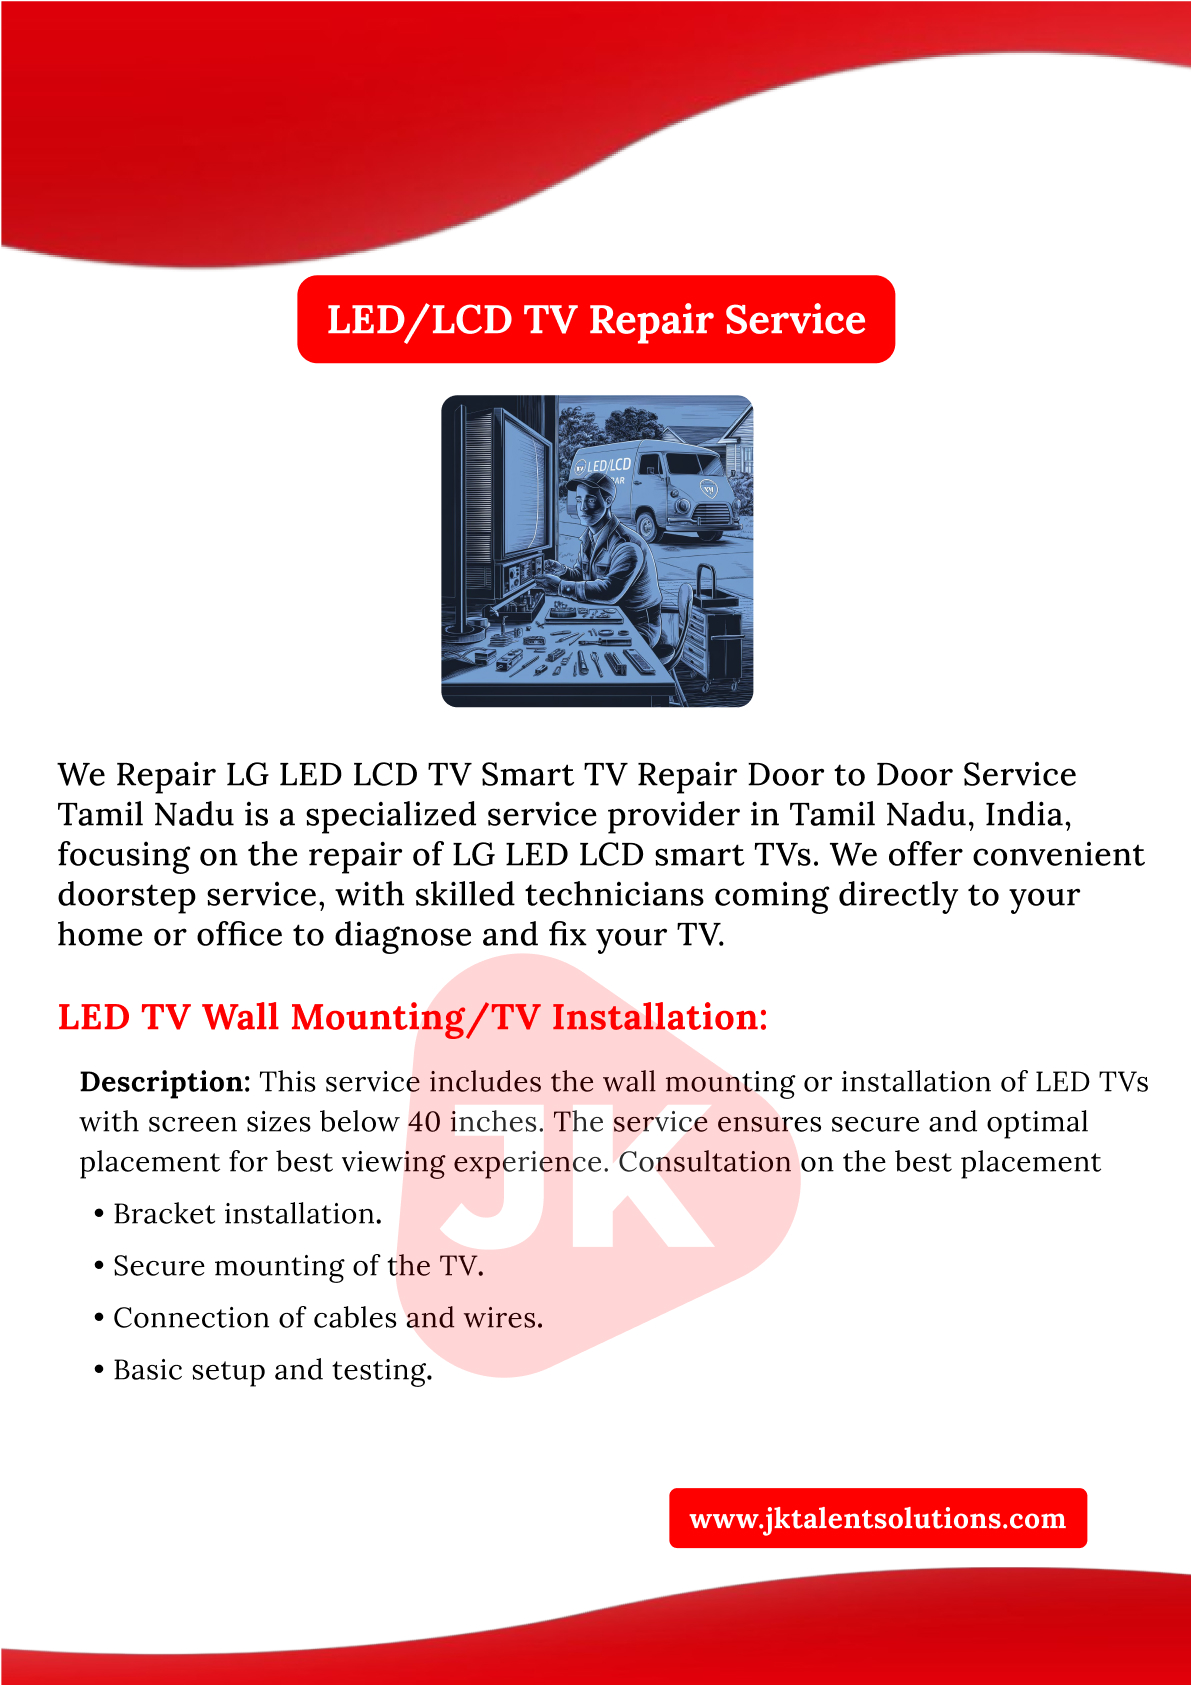 LED/LCD TV Repair Service
LED/LCD
We Repair LG LED LCD TV Smart TV Repair Door to Door Service
Tamil Nadu is a specialized service provider in Tamil Nadu, India,
focusing on the repair of LG LED LCD smart TVs. We offer convenient
doorstep service, with skilled technicians coming directly to your
home or office to diagnose and fix your TV.
LED TV Wall Mounting/TV Installation:
Description: This service includes the wall mounting or installation of LED TVs
with screen sizes below 40 inches. The service ensures secure and optimal
placement for best viewing experience. Consultation on the best placement
• Bracket installation.
• Secure mounting of the TV.
• Connection of cables and wires.
• Basic setup and testing.
JK
www.jktalentsolutions.com